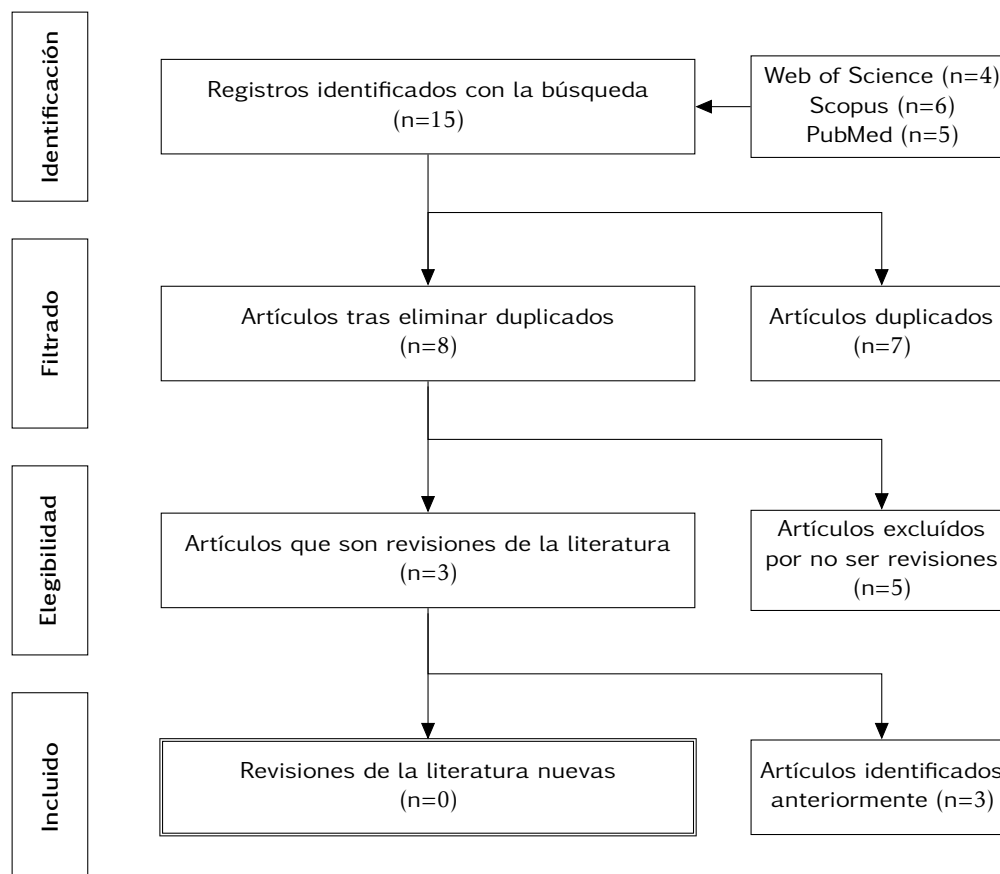 Identificación
Registros identificados con la búsqueda
(n=15)
Web of Science (n=4)
Scopus (n=6)
PubMed (n=5)
Filtrado
Artículos tras eliminar duplicados
(n=8)
Artículos duplicados
(n=7)
Elegibilidad
Artículos que son revisiones de la literatura
(n=3)
Artículos excluídos
por no ser revisiones
(n=5)
Incluido
Revisiones de la literatura nuevas
(n=0)
Artículos identificados
anteriormente (n=3)